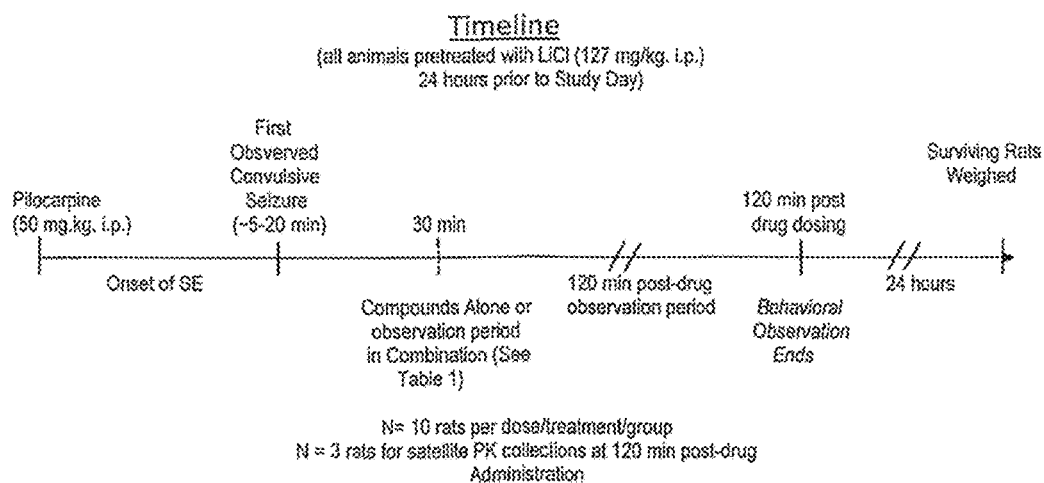 Timeline
(all animals pretreated with LiCl (127 mg/kg. i.p.)
24 hours prior to Study Day)
First
Obsverved
Convulsive
Seizure
(~5-20 min)
Pilocarpine
(50 mg.kg, i.p.)
30 min
120 min post
drug dosing
Surviving Rats
Weighed
Onset of SE
120 min post-drug
observation period
24 hours
Compounds Alone or
observation period
in Combination (See
Table 1)
Behavioral
Observation
Ends
N= 10 rats per dose/treatment/group
N = 3 rats for satellite PK collections at 120 min post-drug
Administration